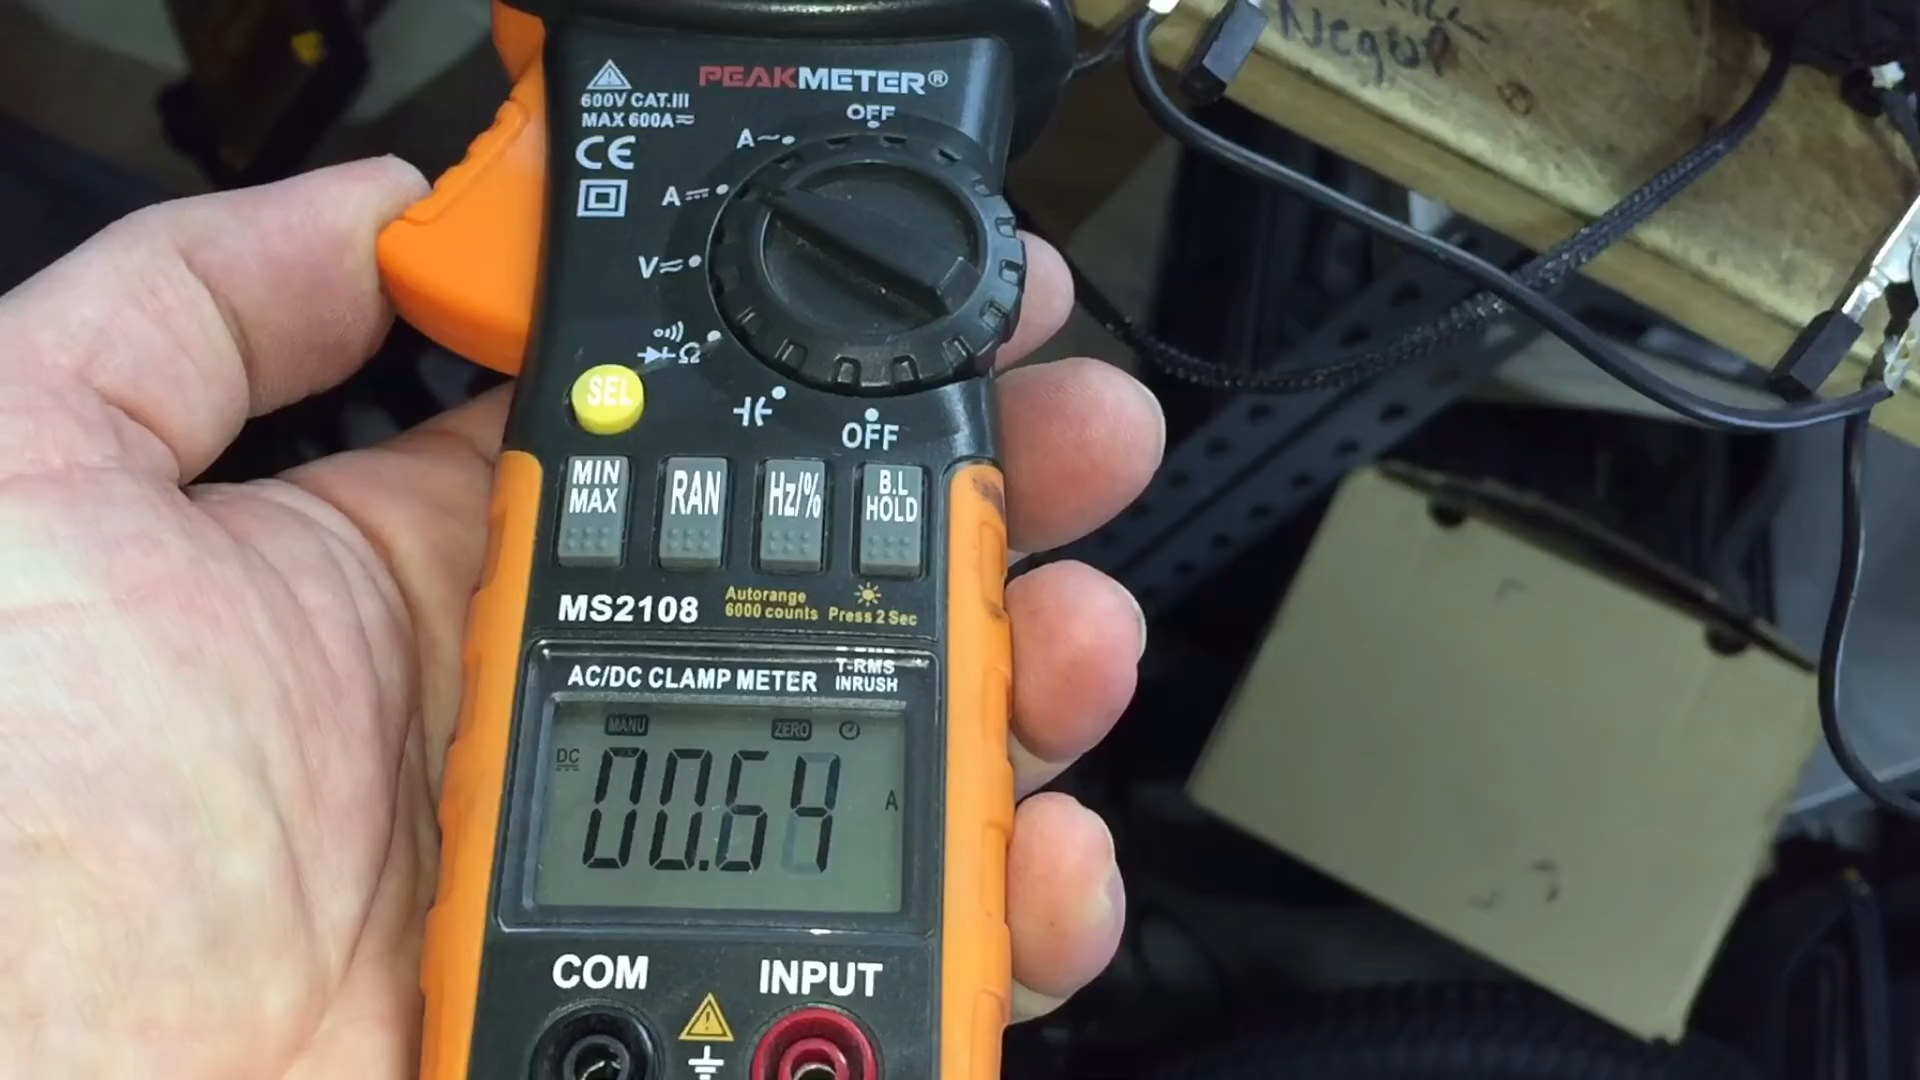 Negwp
PEAKMETER®
600V CAT.III
MAX 600A
CE
OFF
A
A
V
Ω
SEL
OFF
MIN
MAX
RAN
Hz/%
B.L
HOLD
MS2108
Autorange
6000 counts
Press 2 Sec
AC/DC CLAMP METER
T-RMS
INRUSH
MANU
ZERO
DC
00.64
A
COM
INPUT